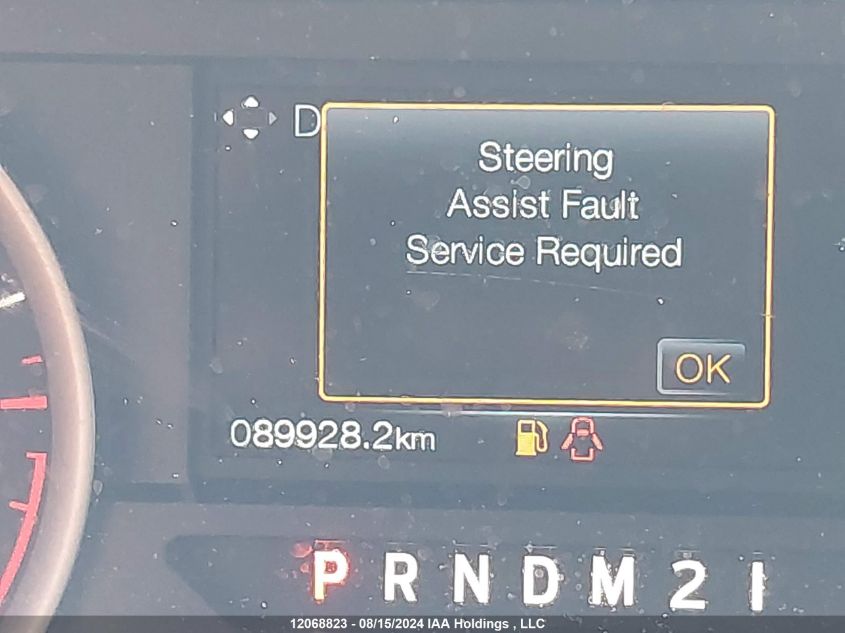 D
Steering
Assist Fault
Service Required
OK
089928.2km
P R N D M 2 1
12068823 - 08/15/2024 IAA Holdings , LLC